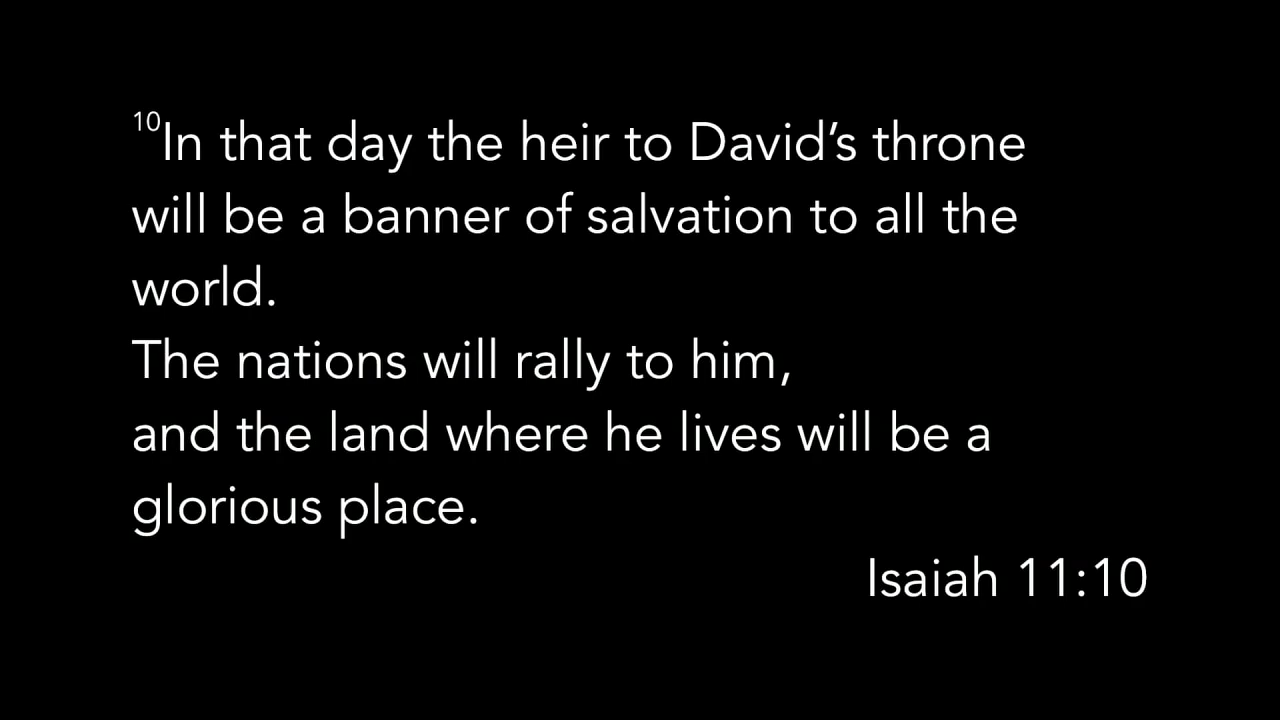 10In that day the heir to David’s throne
will be a banner of salvation to all the
world.
The nations will rally to him,
and the land where he lives will be a
glorious place.
Isaiah 11:10